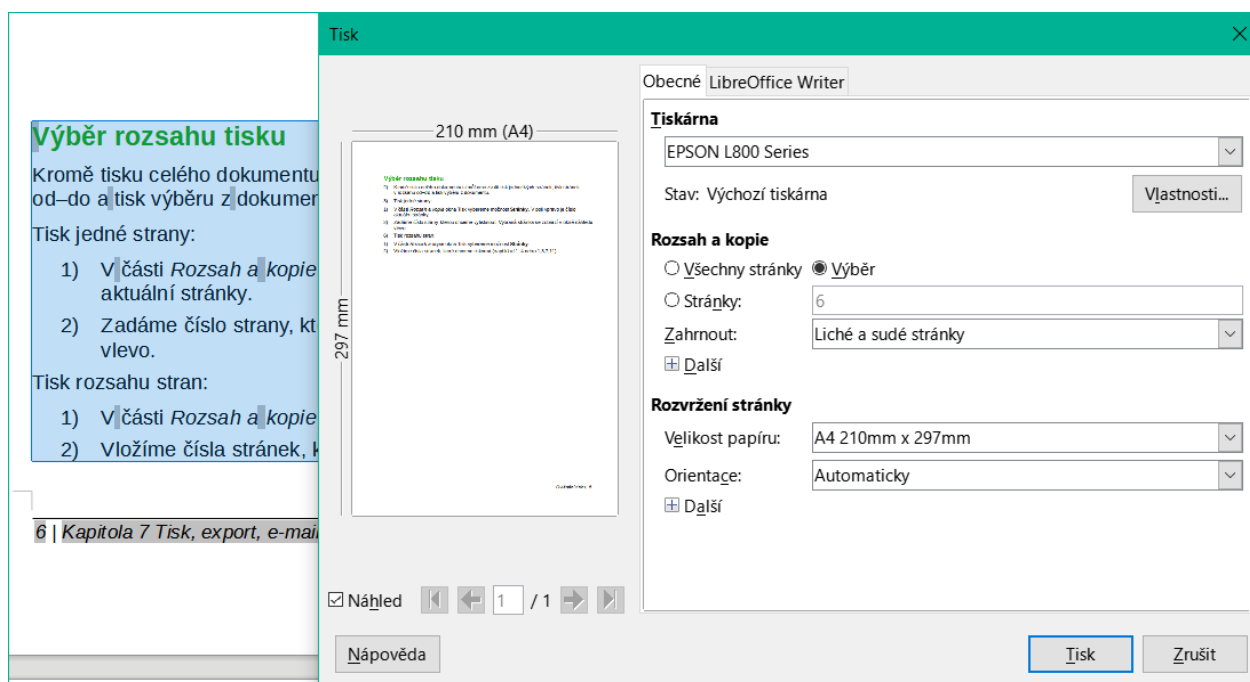 Výběr rozsahu tisku
Kromě tisku celého dokumentu
od–do a tisk výběru z dokumen
Tisk jedné strany:
1) V části Rozsah a kopie
aktuální stránky.
2) Zadáme číslo strany, kt
vlevo.
Tisk rozsahu stran:
1) V části Rozsah a kopie
2) Vložíme čísla stránek, k
6 | Kapitola 7 Tisk, export, e-mai
Tisk
210 mm (A4)
297 mm
Výběr rozsahu tisku
Náhled 1 / 1
Nápověda
Obecné LibreOffice Writer
Tiskárna
EPSON L800 Series
Stav: Výchozí tiskárna Vlastnosti...
Rozsah a kopie
Všechny stránky Výběr
Stránky: 6
Zahrnout: Liché a sudé stránky
Další
Rozvržení stránky
Velikost papíru: A4 210mm x 297mm
Orientace: Automaticky
Další
Tisk Zrušit